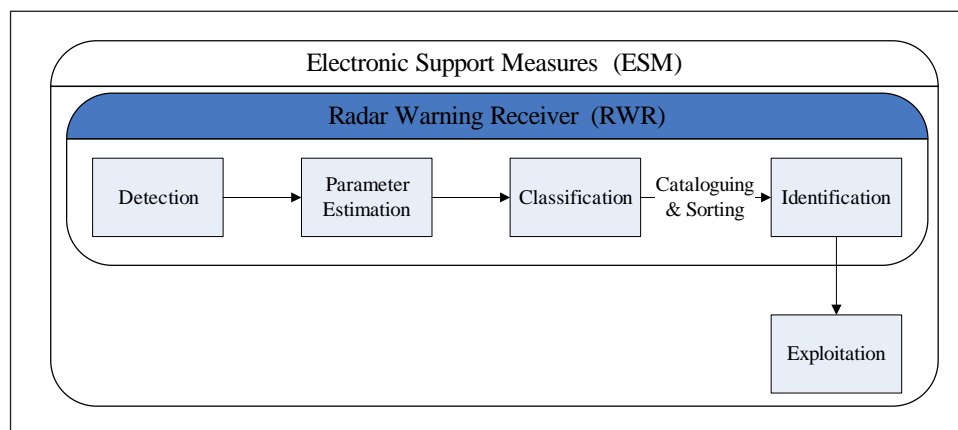 Electronic Support Measures (ESM)
Radar Warning Receiver (RWR)
Detection
Parameter
Estimation
Classification
Cataloguing
& Sorting
Identification
Exploitation